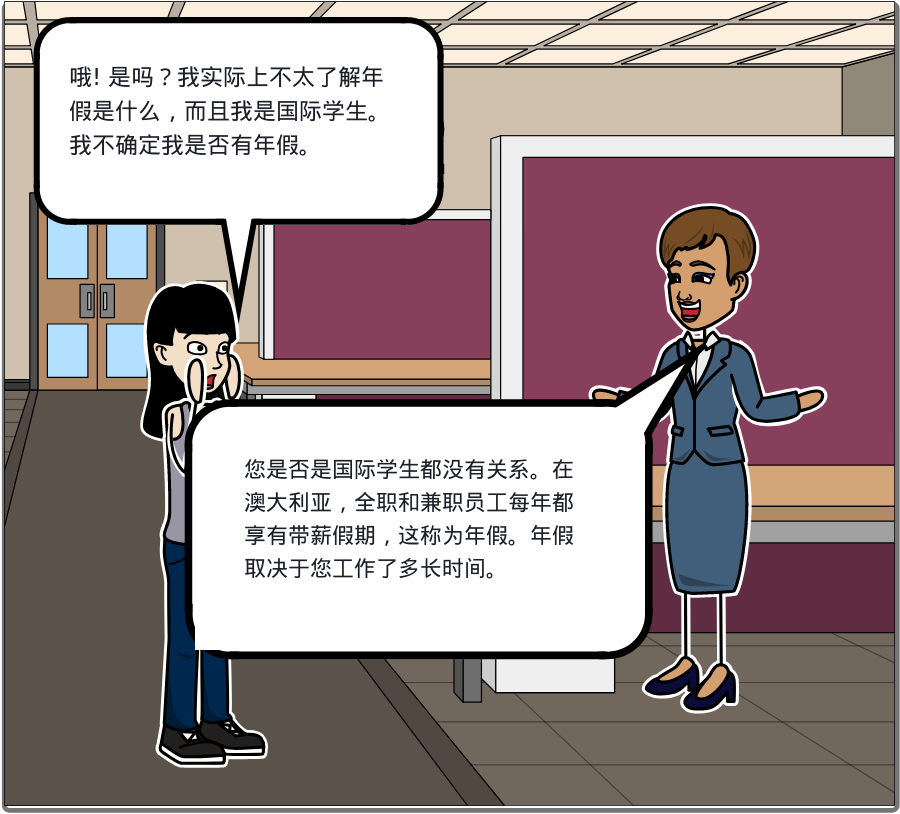 哦! 是吗？我实际上不太了解年
假是什么，而且我是国际学生。
我不确定我是否有年假。
您是否是国际学生都没有关系。在
澳大利亚，全职和兼职员工每年都
享有带薪假期，这称为年假。年假
取决于您工作了多长时间。